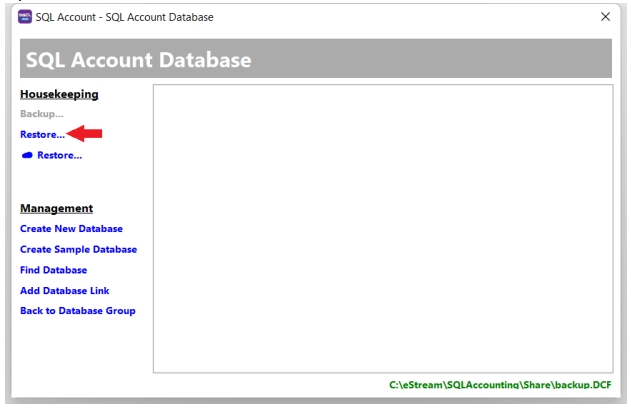 SQL Account - SQL Account Database
SQL Account Database
Housekeeping
Backup...
Restore...
Restore...
Management
Create New Database
Create Sample Database
Find Database
Add Database Link
Back to Database Group
C:\eStream\SQLAccounting\Share\backup.DCF